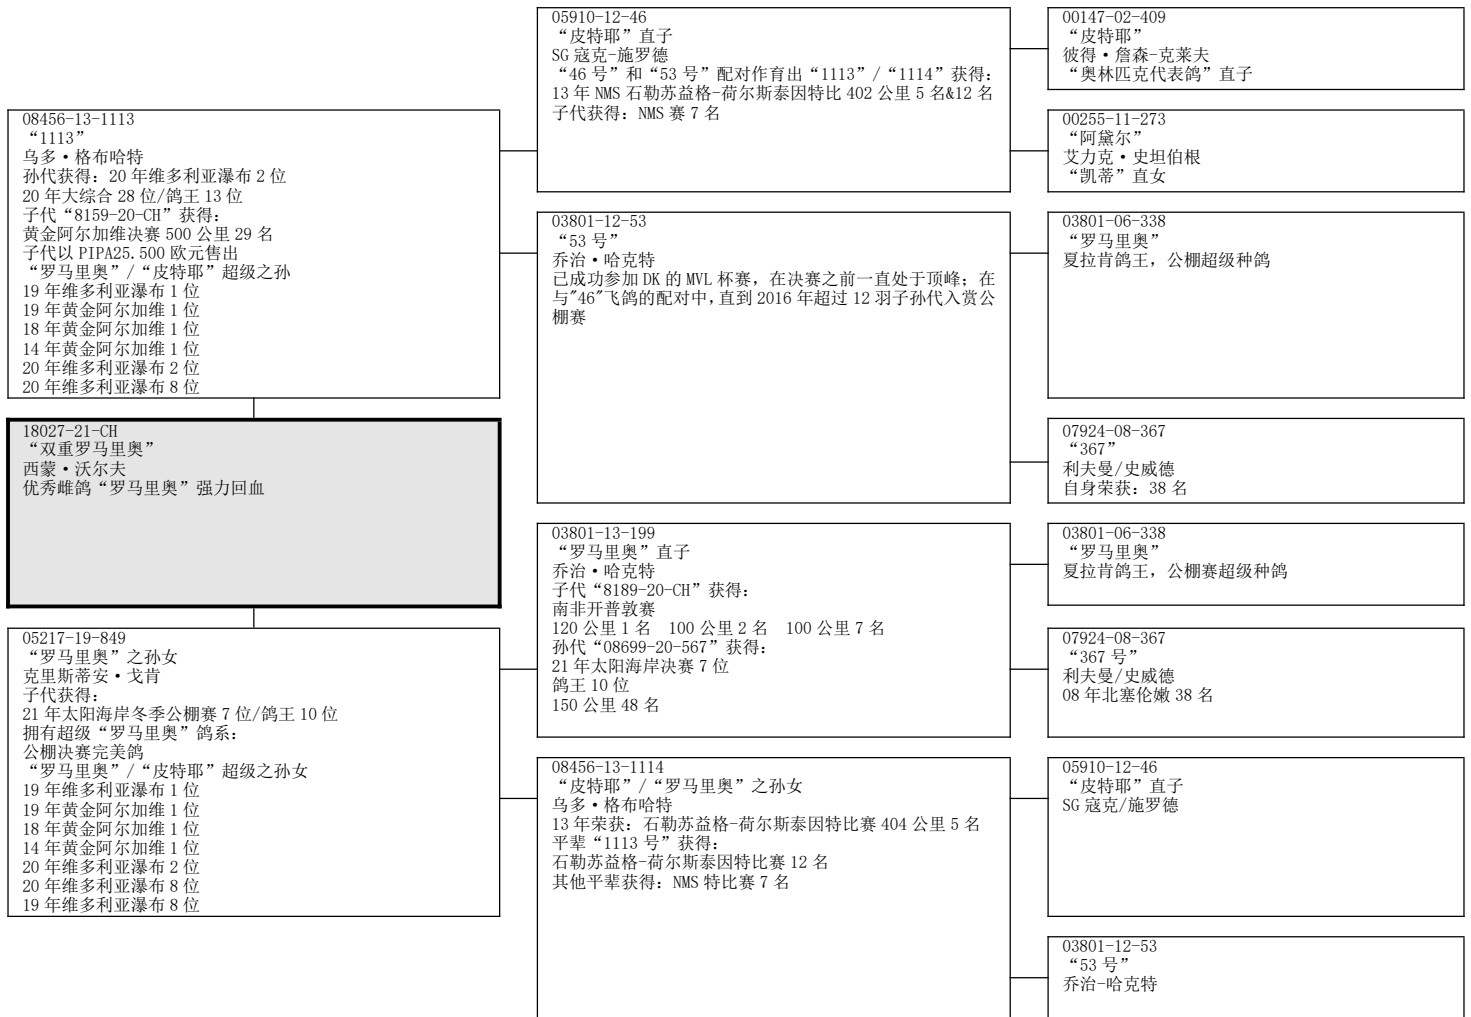 08456-13-1113
“1113”
乌多•格布哈特
孙代获得：20 年维多利亚瀑布 2 位
20 年大综合 28 位/鸽王 13 位
子代“8159-20-CH”获得：
黄金阿尔加维决赛 500 公里 29 名
子代以 PIPA25.500 欧元售出
“罗马里奥”/“皮特耶”超级之孙
19 年维多利亚瀑布 1 位
19 年黄金阿尔加维 1 位
18 年黄金阿尔加维 1 位
14 年黄金阿尔加维 1 位
20 年维多利亚瀑布 2 位
20 年维多利亚瀑布 8 位
18027-21-CH
“双重罗马里奥”
西蒙•沃尔夫
优秀雌鸽“罗马里奥”强力回血
05217-19-849
“罗马里奥”之孙女
克里斯蒂安•戈肯
子代获得：
21 年太阳海岸冬季公棚赛 7 位/鸽王 10 位
拥有超级“罗马里奥”鸽系：
公棚决赛完美鸽
“罗马里奥”/“皮特耶”超级之孙女
19 年维多利亚瀑布 1 位
19 年黄金阿尔加维 1 位
18 年黄金阿尔加维 1 位
14 年黄金阿尔加维 1 位
20 年维多利亚瀑布 2 位
20 年维多利亚瀑布 8 位
19 年维多利亚瀑布 8 位
05910-12-46
“皮特耶”直子
SG 寇克-施罗德
“46 号”和“53 号”配对作育出“1113”/“1114”获得：
13 年 NMS 石勒苏益格-荷尔斯泰因特比 402 公里 5 名&12 名
子代获得：NMS 赛 7 名
03801-12-53
“53 号”
乔治•哈克特
已成功参加 DK 的 MVL 杯赛，在决赛之前一直处于顶峰；在
与"46"飞鸽的配对中，直到 2016 年超过 12 羽子孙代入赏公
棚赛
03801-13-199
“罗马里奥”直子
乔治•哈克特
子代“8189-20-CH”获得：
南非开普敦赛
120 公里 1 名 100 公里 2 名 100 公里 7 名
孙代“08699-20-567”获得：
21 年太阳海岸决赛 7 位
鸽王 10 位
150 公里 48 名
08456-13-1114
“皮特耶”/“罗马里奥”之孙女
乌多•格布哈特
13 年荣获：石勒苏益格-荷尔斯泰因特比赛 404 公里 5 名
平辈“1113 号”获得：
石勒苏益格-荷尔斯泰因特比赛 12 名
其他平辈获得：NMS 特比赛 7 名
00147-02-409
“皮特耶”
彼得•詹森-克莱夫
“奥林匹克代表鸽”直子
00255-11-273
“阿黛尔”
艾力克•史坦伯根
“凯蒂”直女
03801-06-338
“罗马里奥”
夏拉肯鸽王，公棚超级种鸽
07924-08-367
“367”
利夫曼/史威德
自身荣获：38 名
03801-06-338
“罗马里奥”
夏拉肯鸽王，公棚赛超级种鸽
07924-08-367
“367 号”
利夫曼/史威德
08 年北塞伦嫩 38 名
05910-12-46
“皮特耶”直子
SG 寇克/施罗德
03801-12-53
“53 号”
乔治-哈克特